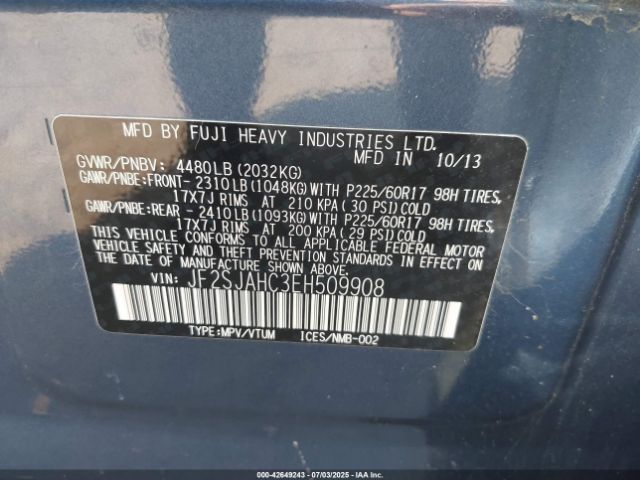 MFD BY FUJI HEAVY INDUSTRIES LTD.
MFD IN 10/13
GVWR/PNBV: 4480LB(2032KG)
GAWR/PNBE:FRONT- 2310LB(1048KG)WITH P225/60R17 98H TIRES,
17X7J RIMS AT 210 KPA(30 PSI)COLD
GAWR/PNBE:REAR - 2410LB(1093KG)WITH P225/60R17 98H TIRES,
17X7J RIMS AT 200 KPA(29 PSI)COLD
THIS VEHICLE CONFORMS TO ALL APPLICABLE FEDERAL MOTOR
VEHICLE SAFETY AND THEFT PREVENTION STANDARDS IN EFFECT ON
THE DATE OF MANUFACTURE SHOWN ABOVE.
VIN: JF2SJAHC3EH509908
TYPE:MPV/VTUM ICES/NMB-002
000-42649243 - 07/03/2025 - IAAI.COM